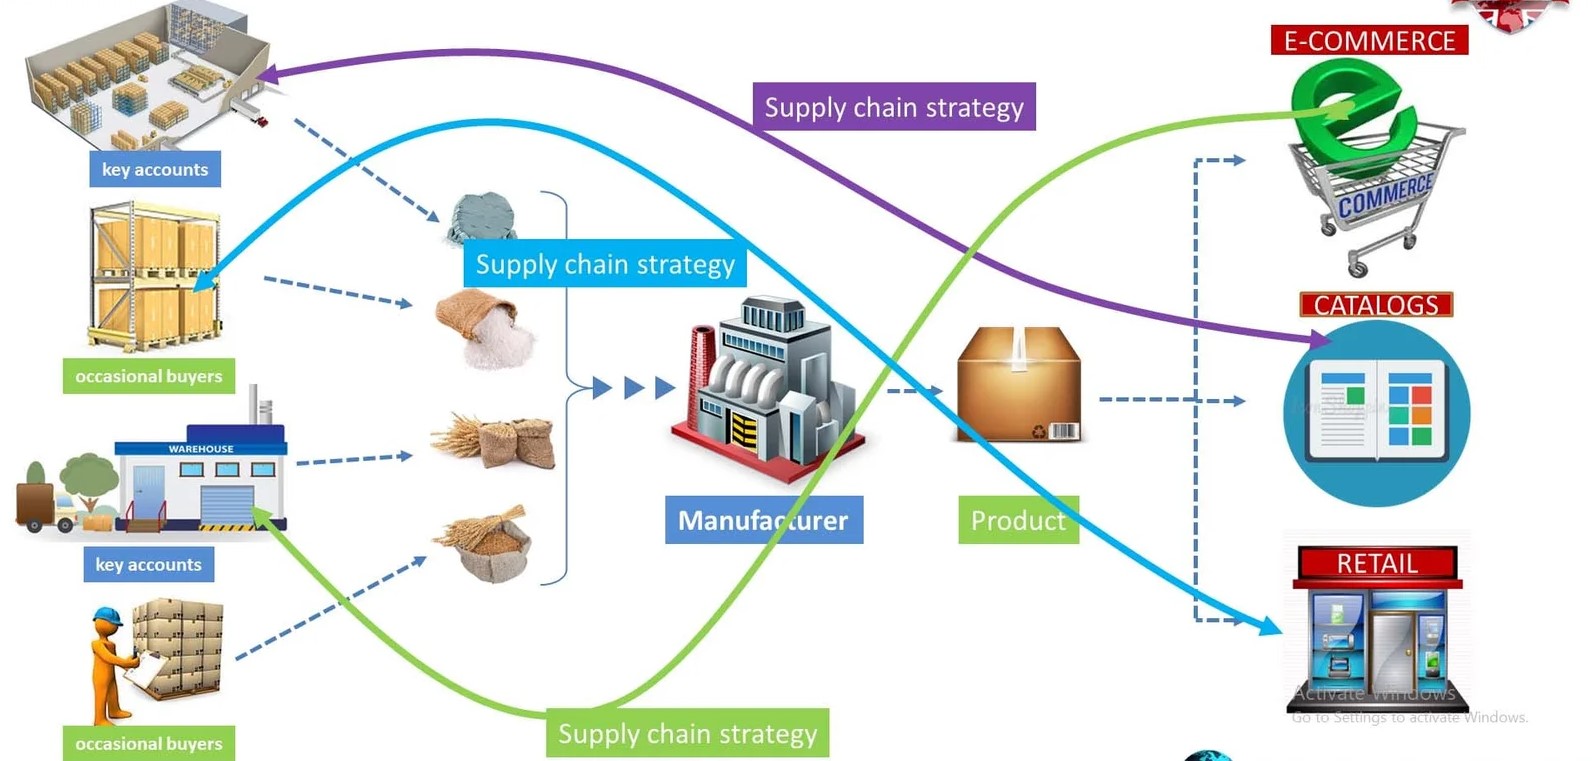 E-COMMERCE
Supply chain strategy
key accounts
COMMERCE
Supply chain strategy
CATALOGS
occasional buyers
WAREHOUSE
Manufacturer
Product
key accounts
RETAIL
Activate Windows
Go to Settings to activate Windows.
Supply chain strategy
occasional buyers